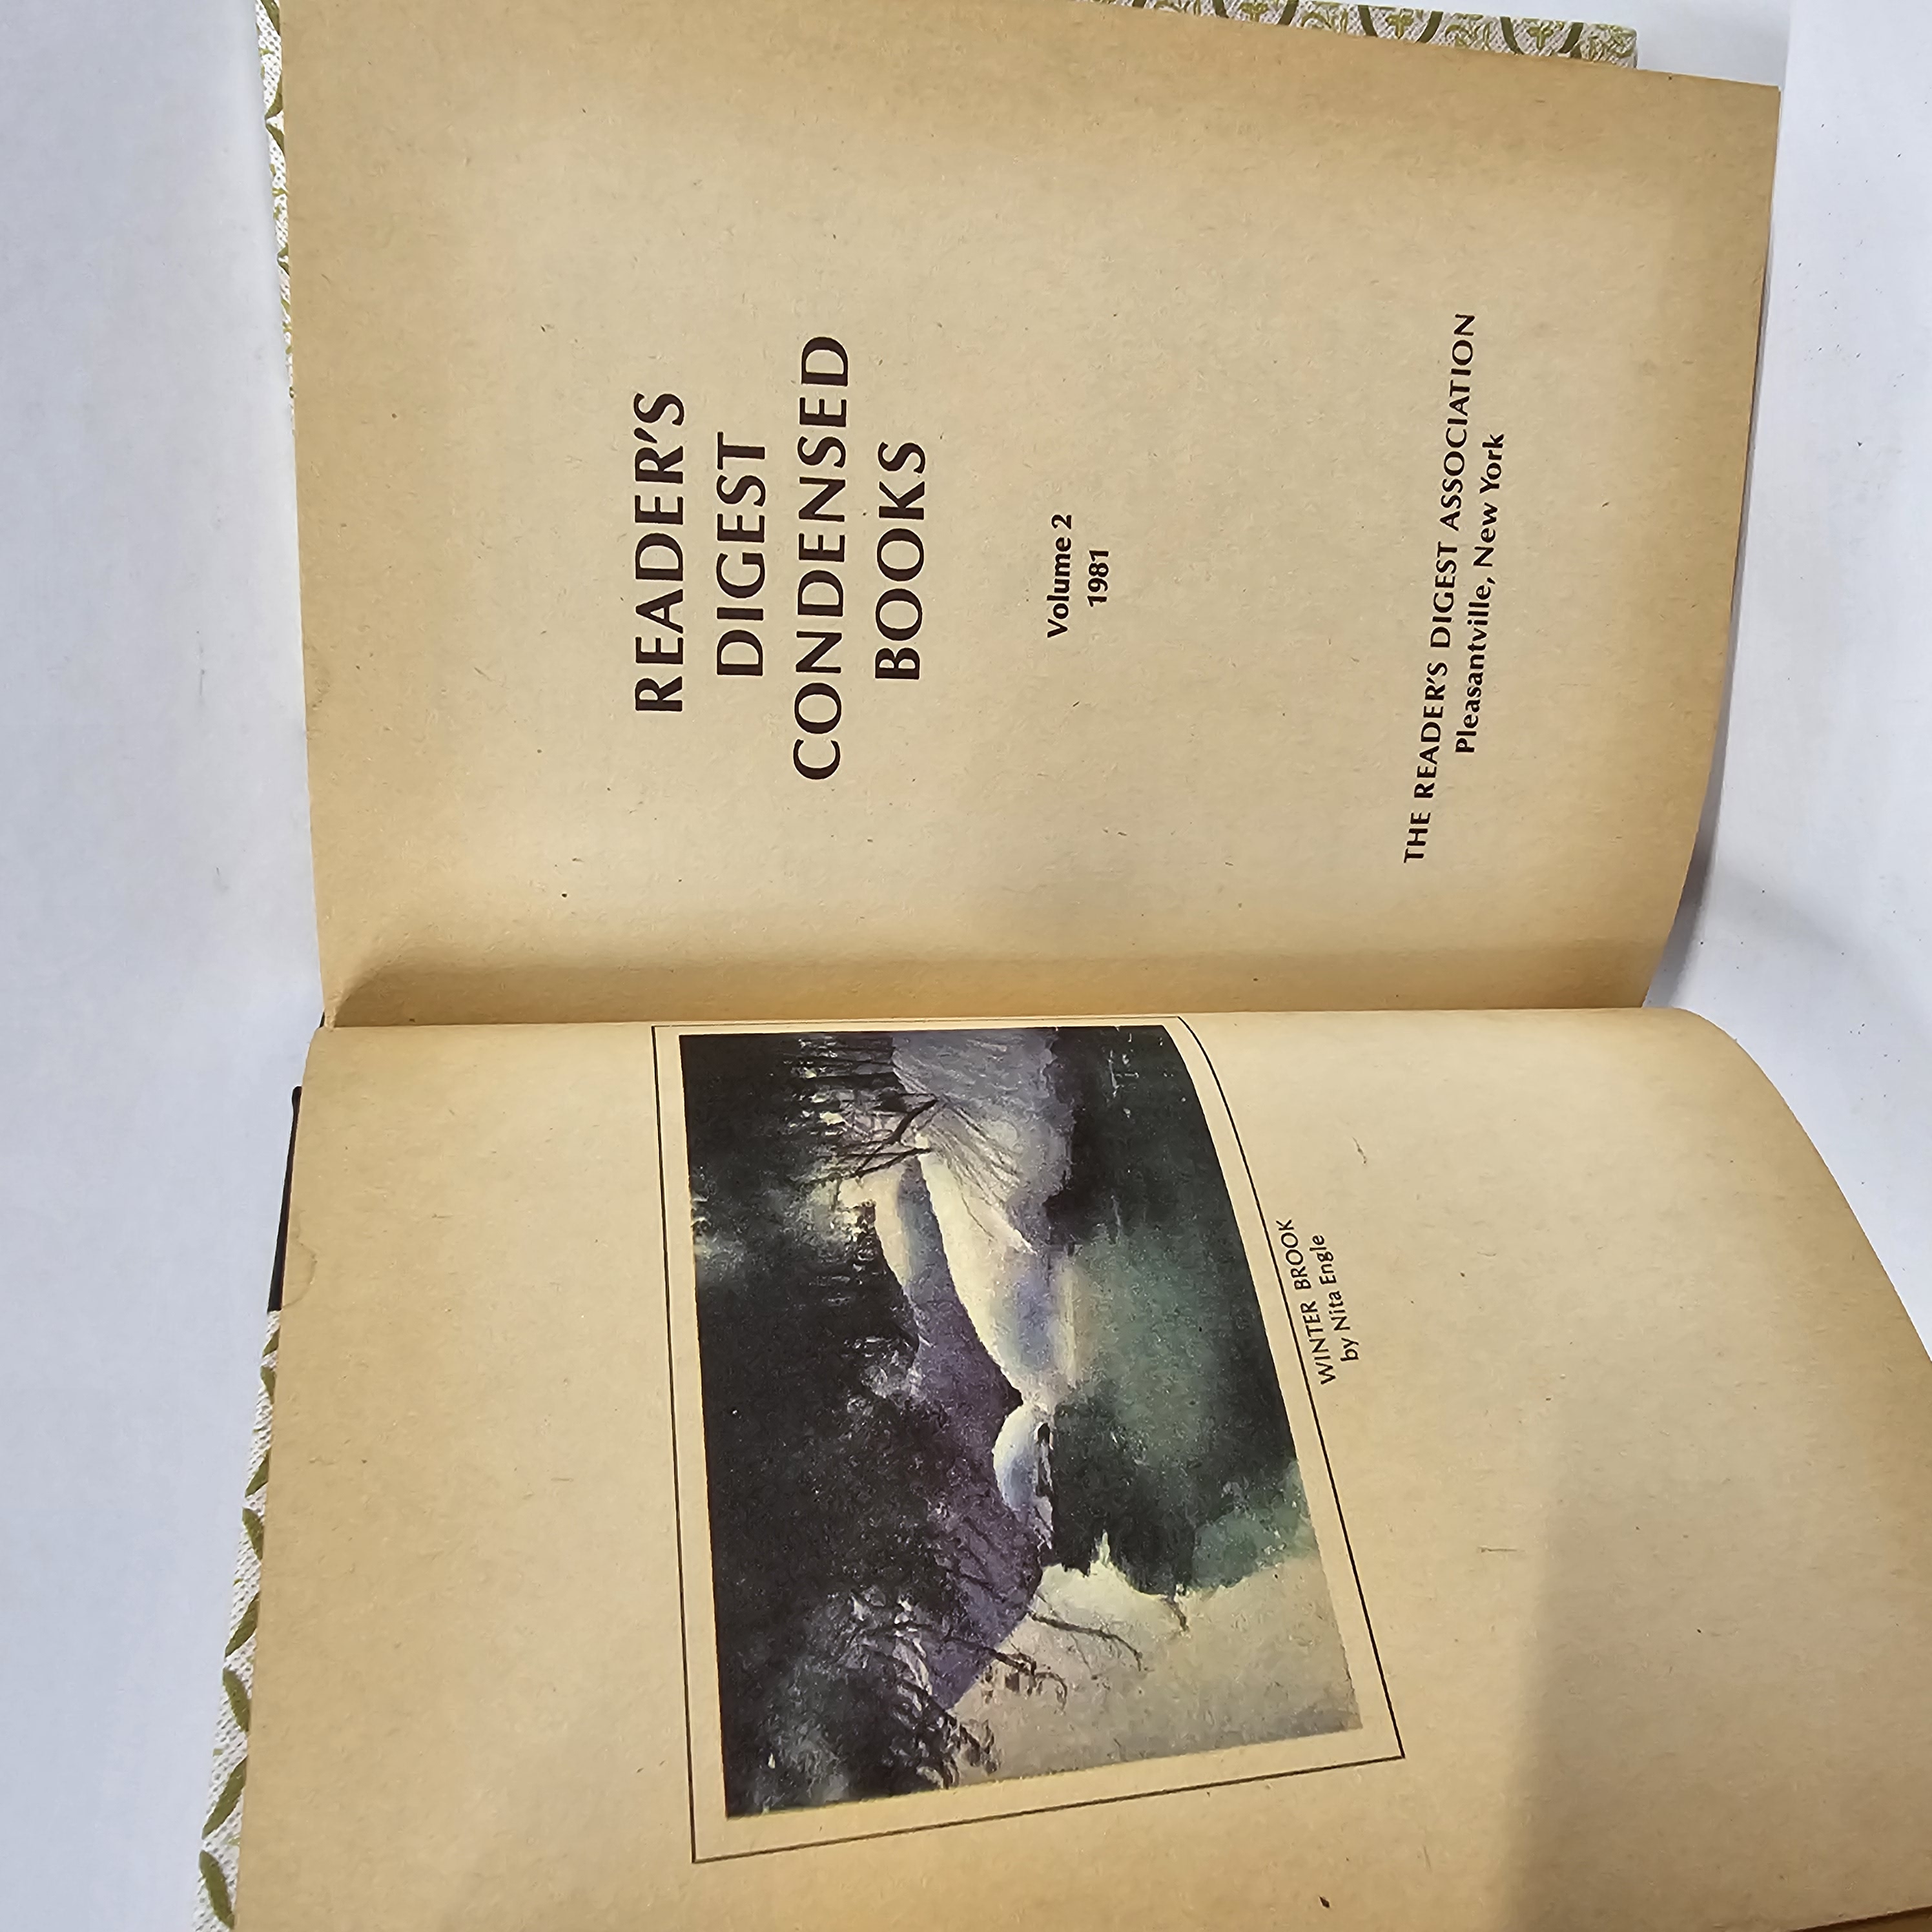 WINTER BROOK
by Nita Engle
READER'S
DIGEST
CONDENSED
BOOKS
Volume 2
1981
THE READER'S DIGEST ASSOCIATION
Pleasantville, New York